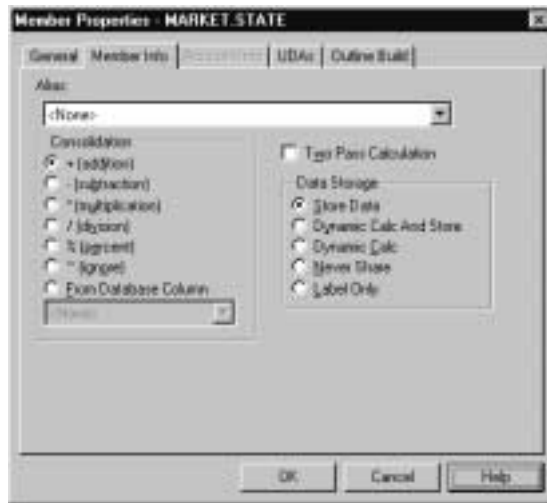 Member Properties - MARKET.STATE
General Member Info Accounting UDAs Outline Build
Alias:
<None>
Consolidation
+ (addition)
- (subtraction)
* (multiplication)
/ (division)
% (percent)
~ (ignore)
From Database Column
<None>
Two Pass Calculation
Data Storage
Store Data
Dynamic Calc And Store
Dynamic Calc
Never Share
Label Only
OK Cancel Help